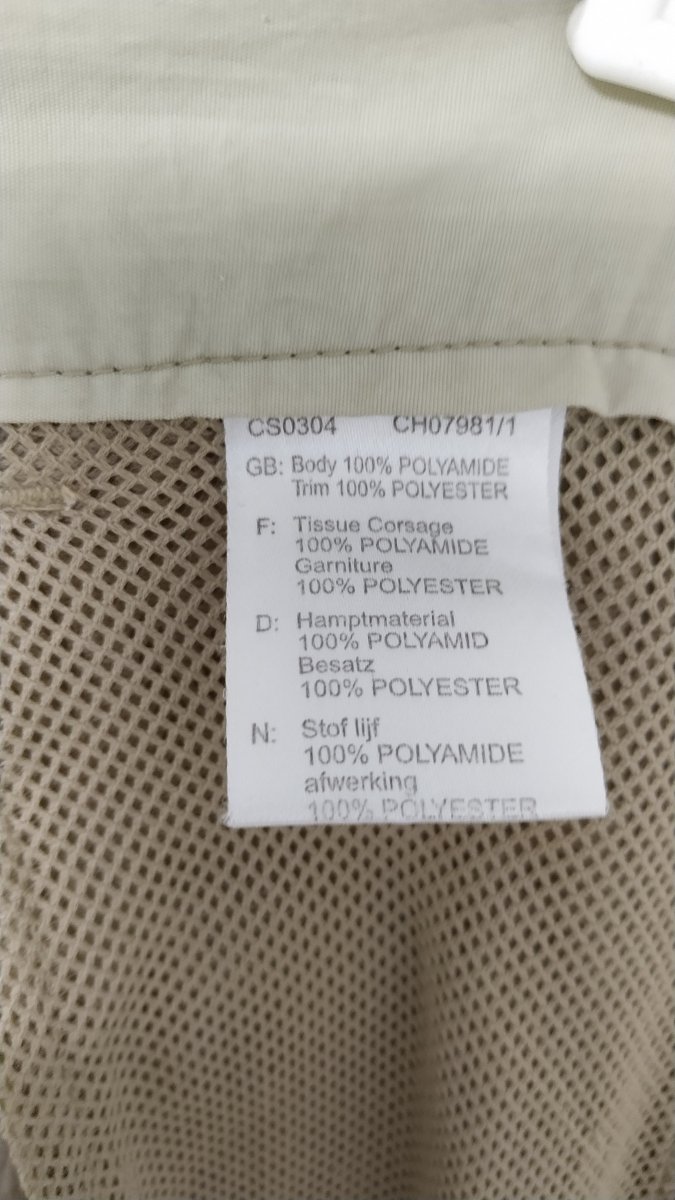 CS0304 CH07981/1
GB: Body 100% POLYAMIDE
Trim 100% POLYESTER
F: Tissue Corsage
100% POLYAMIDE
Garniture
100% POLYESTER
D: Hamptmaterial
100% POLYAMID
Besatz
100% POLYESTER
N: Stof lijf
100% POLYAMIDE
afwerking
100% POLYESTER